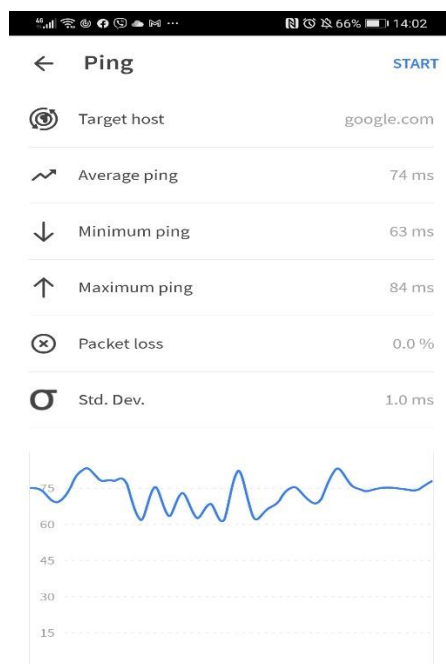 46 66% 14:02
Ping START
Target host google.com
Average ping 74 ms
Minimum ping 63 ms
Maximum ping 84 ms
Packet loss 0.0 %
σ Std. Dev. 1.0 ms
75
60
45
30
15